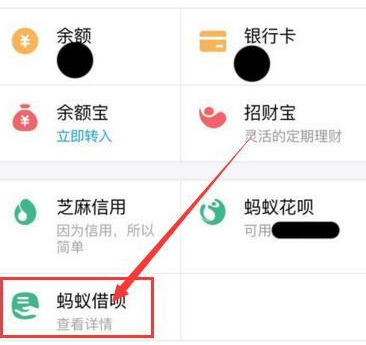 余额
银行卡
余额宝
立即转入
招财宝
灵活的定期理财
芝麻信用
因为信用，所以
简单
蚂蚁花呗
可用
蚂蚁借呗
查看详情